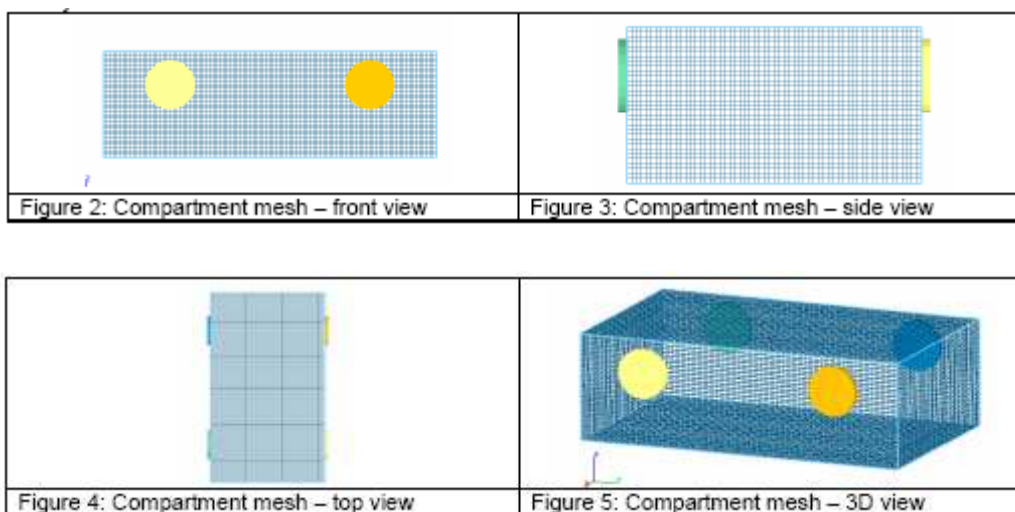 Figure 2: Compartment mesh – front view
Figure 3: Compartment mesh – side view
Figure 4: Compartment mesh – top view
Figure 5: Compartment mesh – 3D view